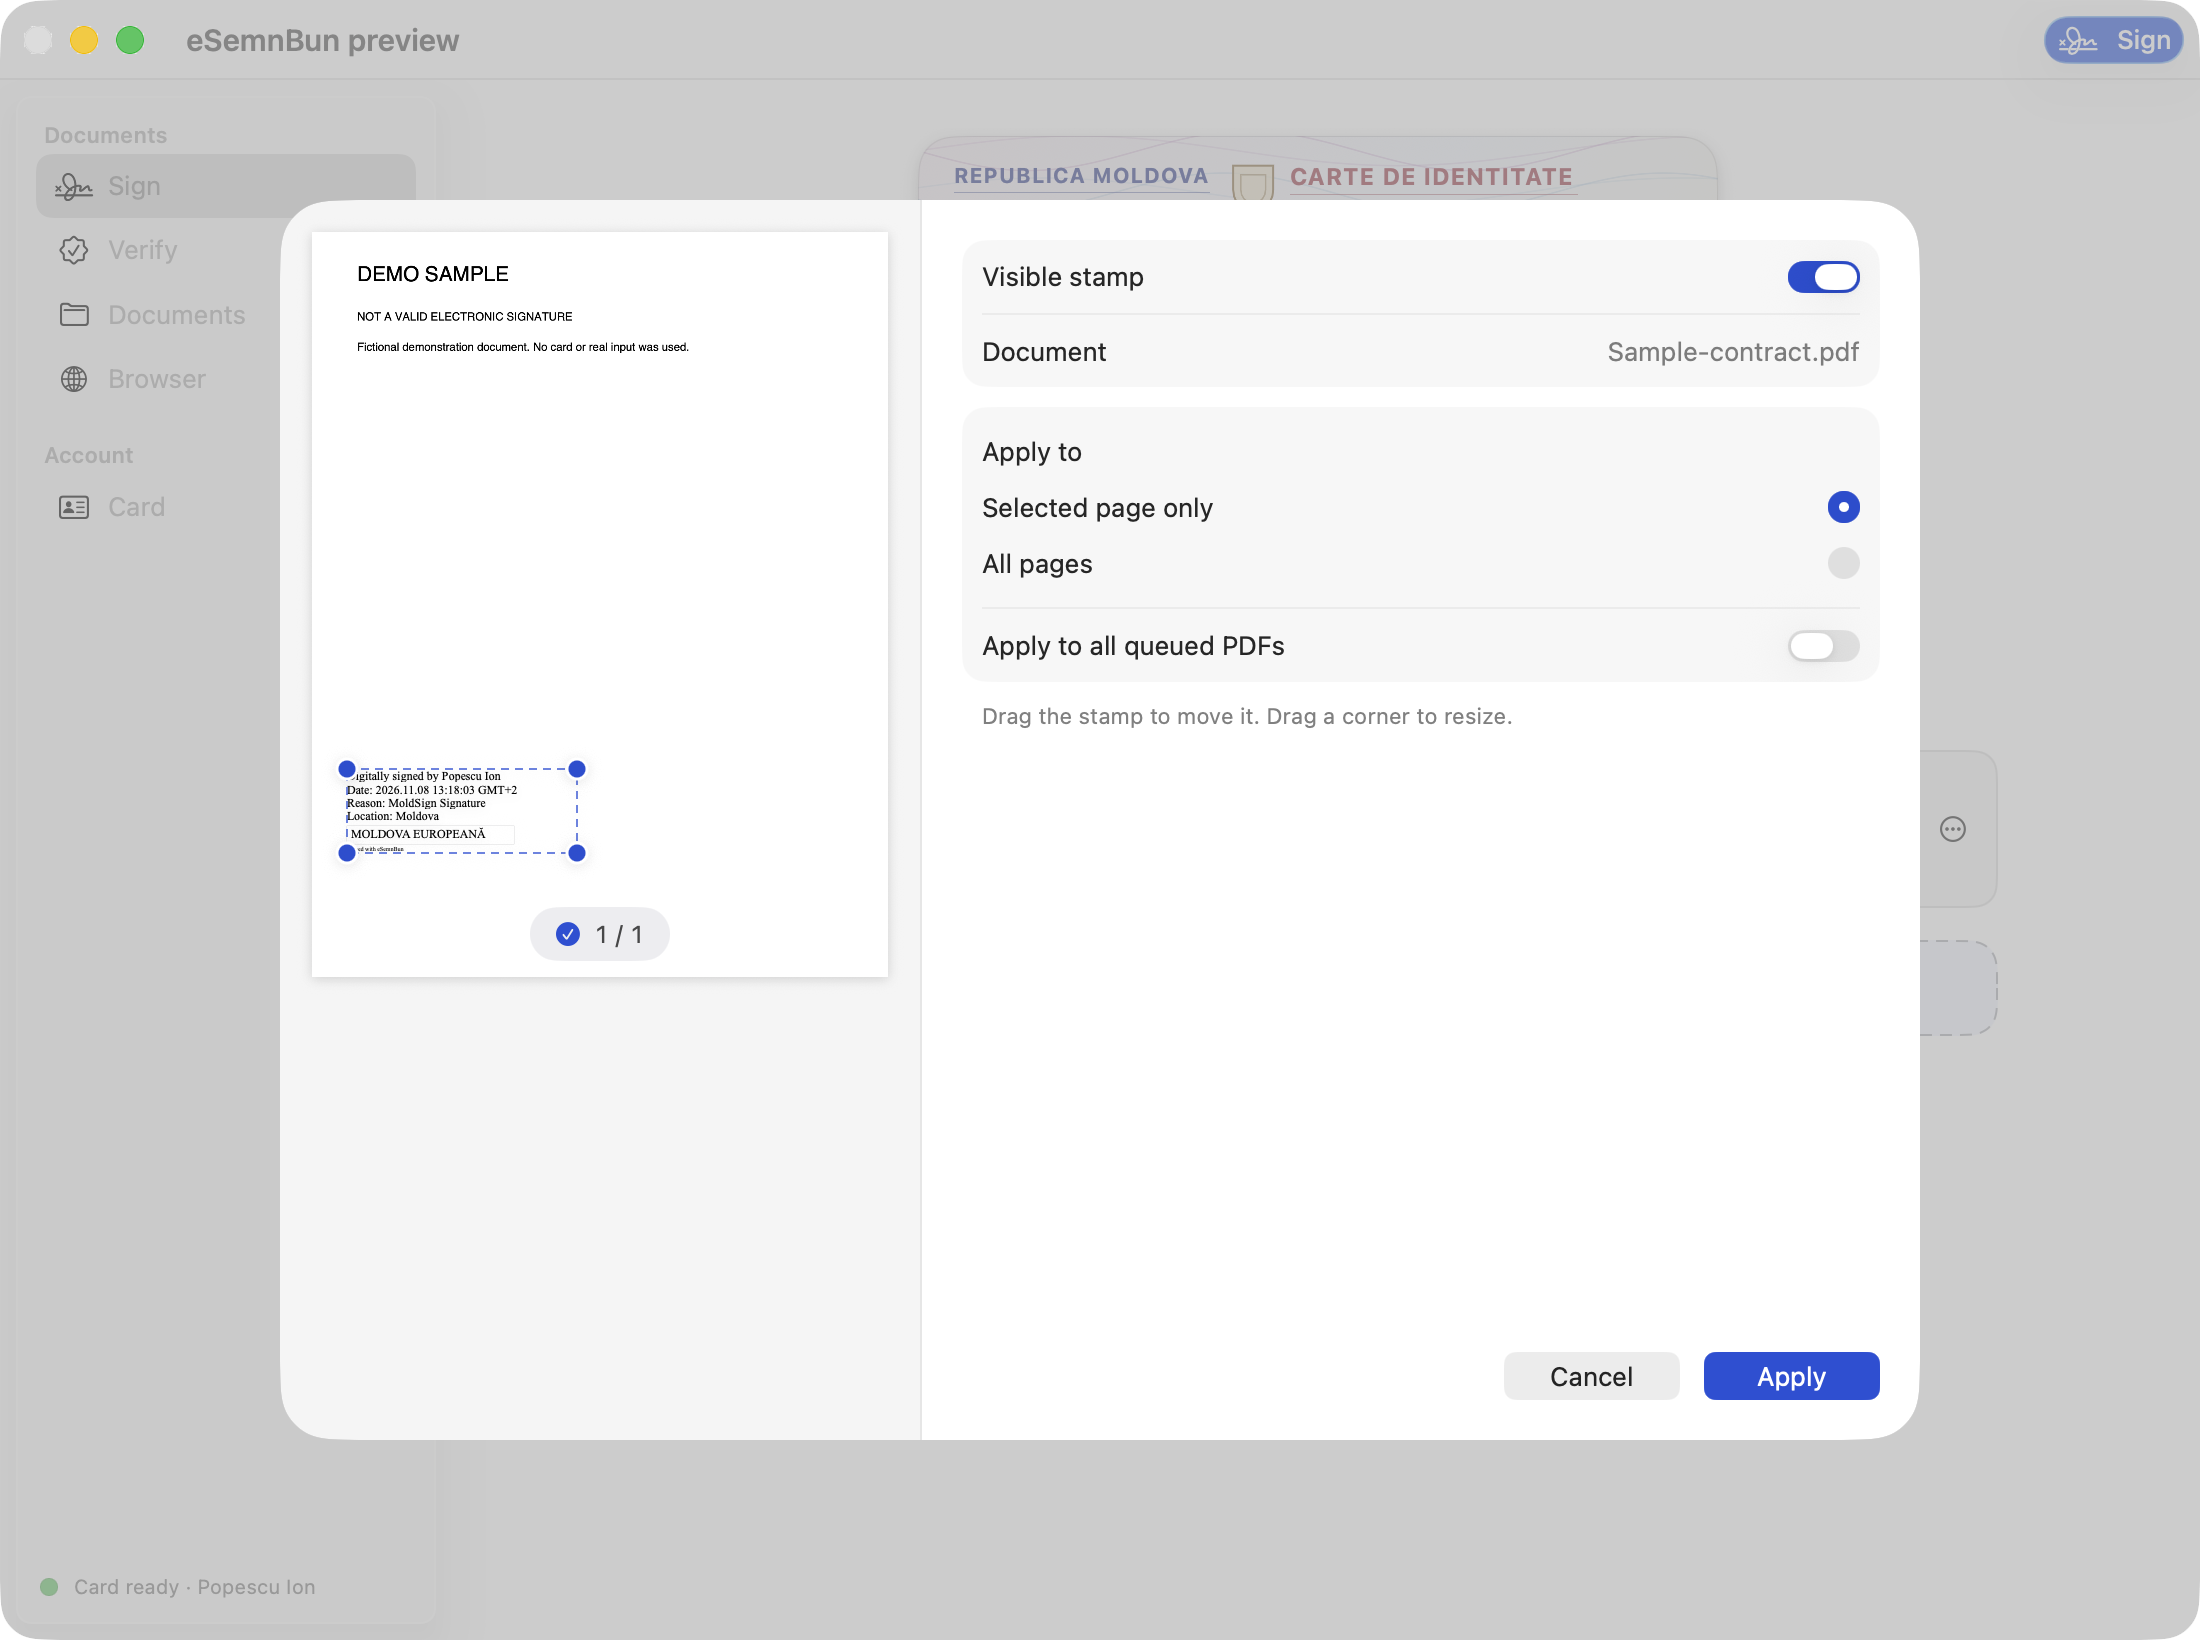 eSemnBun preview
Sign
Documents
Sign
Verify
Documents
Browser
Account
Card
REPUBLICA MOLDOVA
CARTE DE IDENTITATE
DEMO SAMPLE
NOT A VALID ELECTRONIC SIGNATURE
Fictional demonstration document. No card or real input was used.
signed by Popescu Ion
Date: 2026.11.08 13:18:03 GMT+2
Reason: MoldSign Signature
Location: Moldova
MOLDOVA EUROPEANĂ
with eSemnBun
1 / 1
Visible stamp
Document
Sample-contract.pdf
Apply to
Selected page only
All pages
Apply to all queued PDFs
Drag the stamp to move it. Drag a corner to resize.
Cancel
Apply
Card ready · Popescu Ion